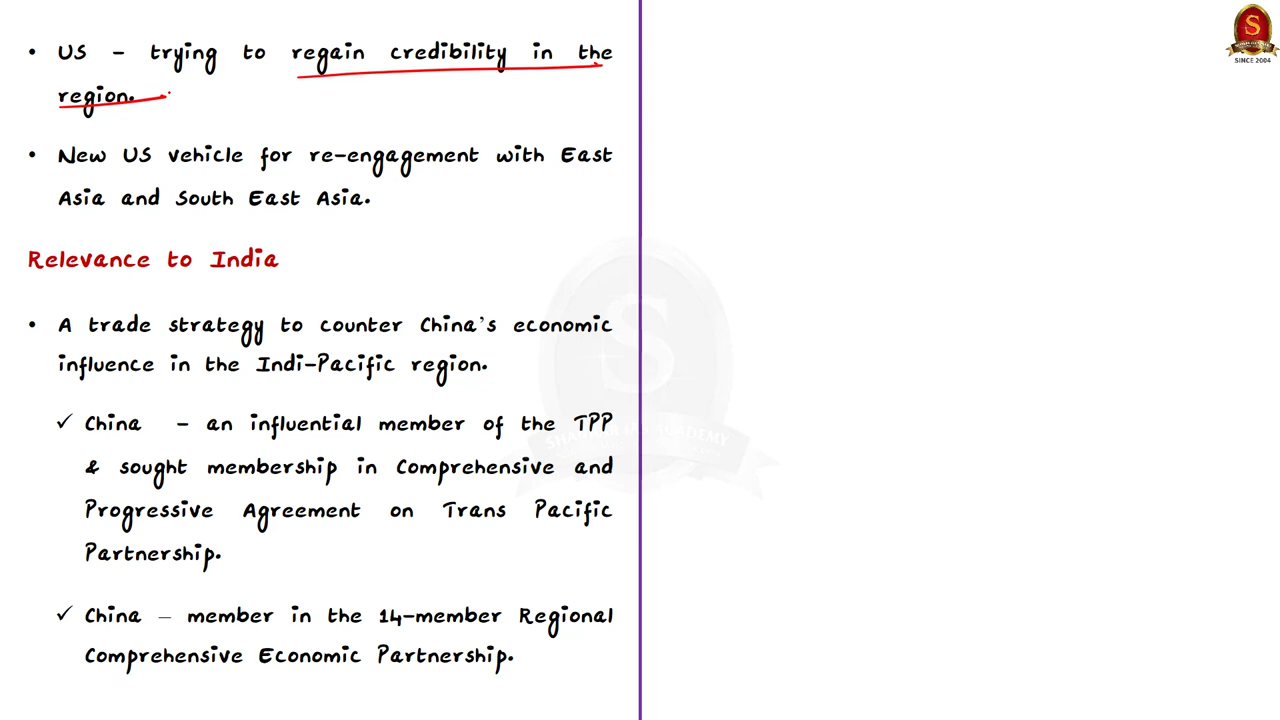 • US - trying to regain credibility in the
region.
• New US vehicle for re-engagement with East
Asia and South East Asia.
Relevance to India
• A trade strategy to counter China's economic
influence in the Indi-Pacific region.
✓ China - an influential member of the TPP
& sought membership in Comprehensive and
Progressive Agreement on Trans Pacific
Partnership.
✓ China – member in the 14-member Regional
Comprehensive Economic Partnership.
S
SINCE 2004
S
SHANKAR IAS ACADEMY